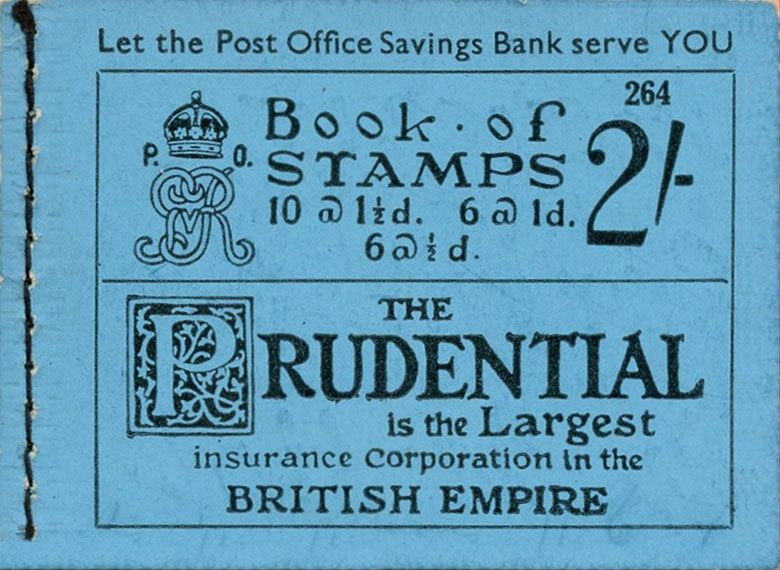 Let the Post Office Savings Bank serve YOU
264
Book · of
STAMPS
2/-
P. O.
GR
10 @ 1½d. 6 @ 1d.
6 @ ½d.
THE
PRUDENTIAL
is the Largest
insurance Corporation in the
BRITISH EMPIRE